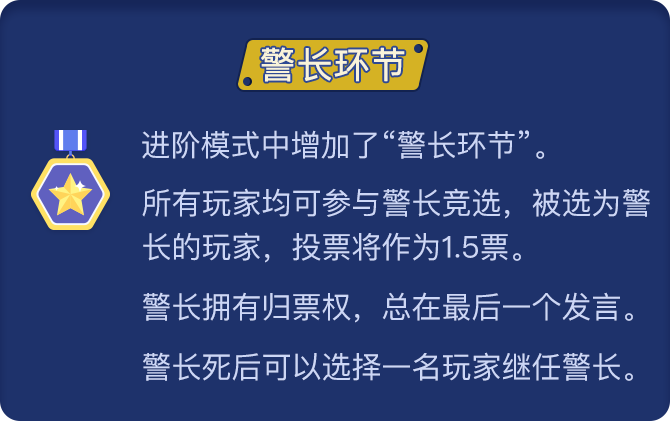 警长环节
进阶模式中增加了“警长环节”。
所有玩家均可参与警长竞选，被选为警
长的玩家，投票将作为1.5票。
警长拥有归票权，总在最后一个发言。
警长死后可以选择一名玩家继任警长。